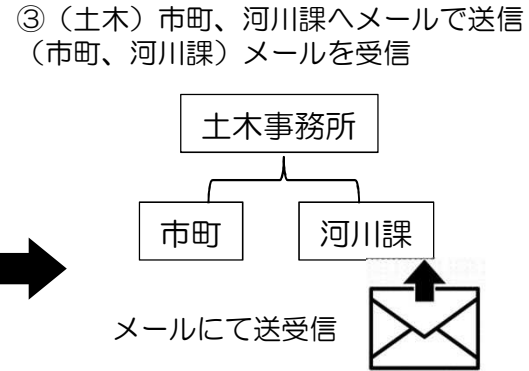 ③（土木）市町、河川課へメールで送信
（市町、河川課）メールを受信
土木事務所
市町
河川課
メールにて送受信